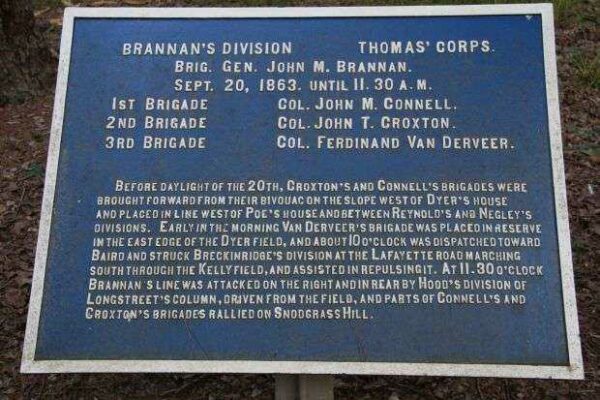 BRANNAN'S DIVISION THOMAS' CORPS.
BRIG. GEN. JOHN M. BRANNAN.
SEPT. 20, 1863. UNTIL 11.30 A.M.
1ST BRIGADE COL. JOHN M. CONNELL.
2ND BRIGADE COL. JOHN T. CROXTON.
3RD BRIGADE COL. FERDINAND VAN DERVEER.
BEFORE DAYLIGHT OF THE 20TH, CROXTON'S AND CONNELL'S BRIGADES WERE
BROUGHT FORWARD FROM THEIR BIVOUAC ON THE SLOPE WEST OF DYER'S HOUSE
AND PLACED IN LINE WEST OF POE'S HOUSE AND BETWEEN REYNOLD'S AND NEGLEY'S
DIVISIONS. EARLY IN THE MORNING VAN DERVEER'S BRIGADE WAS PLACED IN RESERVE
IN THE EAST EDGE OF THE DYER FIELD, AND ABOUT 10 O'CLOCK WAS DISPATCHED TOWARD
BAIRD AND STRUCK BRECKINRIDGE'S DIVISION AT THE LAFAYETTE ROAD MARCHING
SOUTH THROUGH THE KELLY FIELD, AND ASSISTED IN REPULSING IT. AT 11.30 O'CLOCK
BRANNAN'S LINE WAS ATTACKED ON THE RIGHT AND IN REAR BY HOOD'S DIVISION OF
LONGSTREET'S COLUMN, DRIVEN FROM THE FIELD, AND PARTS OF CONNELL'S AND
CROXTON'S BRIGADES RALLIED ON SNODGRASS HILL.